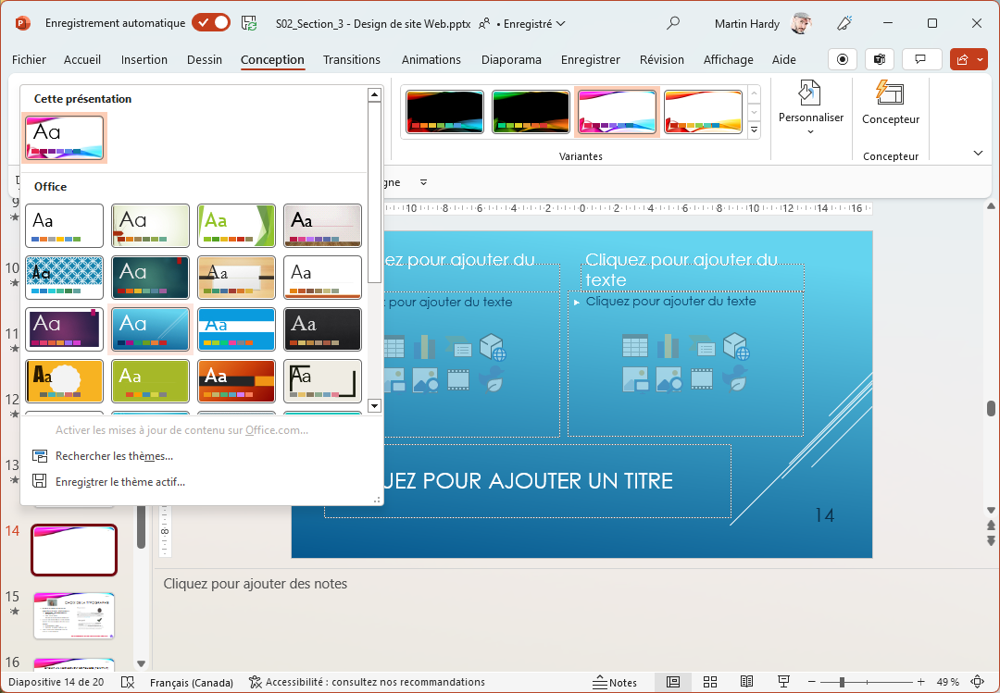 Enregistrement automatique
S02_Section_3 - Design de site Web.pptx
• Enregistré
Martin Hardy
Fichier
Accueil
Insertion
Dessin
Conception
Transitions
Animations
Diaporama
Enregistrer
Révision
Affichage
Aide
Cette présentation
Aa
Office
Aa Aa Aa Aa
Aa Aa Aa Aa
Aa Aa Aa Aa
Aa Aa Aa Aa
Activer les mises à jour de contenu sur Office.com...
Rechercher les thèmes...
Enregistrer le thème actif...
Variantes
Personnaliser
Concepteur
Concepteur
gne
10 8 6 4 2 0 2 4 6 8 10 12 14 16
8
9
10
11
12
13
14
15
CHOIX DE LA TYPOGRAPHIE
16
ez pour ajouter du
pour ajouter du texte
Cliquez pour ajouter du
texte
Cliquez pour ajouter du texte
UEZ POUR AJOUTER UN TITRE
14
Cliquez pour ajouter des notes
Diapositive 14 de 20
Français (Canada)
Accessibilité : consultez nos recommandations
Notes
49 %